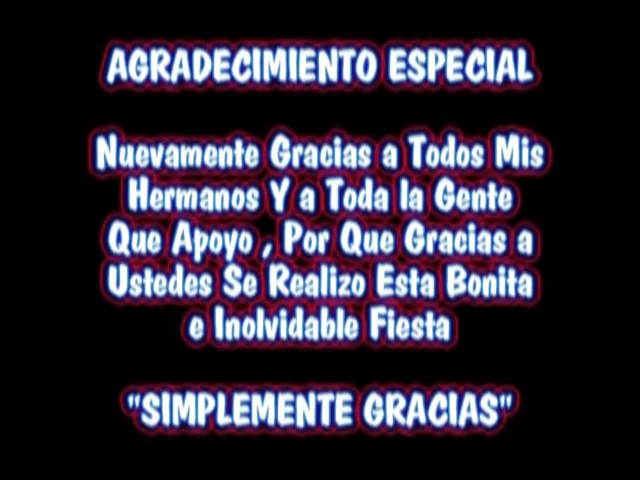 AGRADECIMIENTO ESPECIAL
Nuevamente Gracias a Todos Mis
Hermanos Y a Toda la Gente
Que Apoyo , Por Que Gracias a
Ustedes Se Realizo Esta Bonita
e Inolvidable Fiesta
"SIMPLEMENTE GRACIAS"